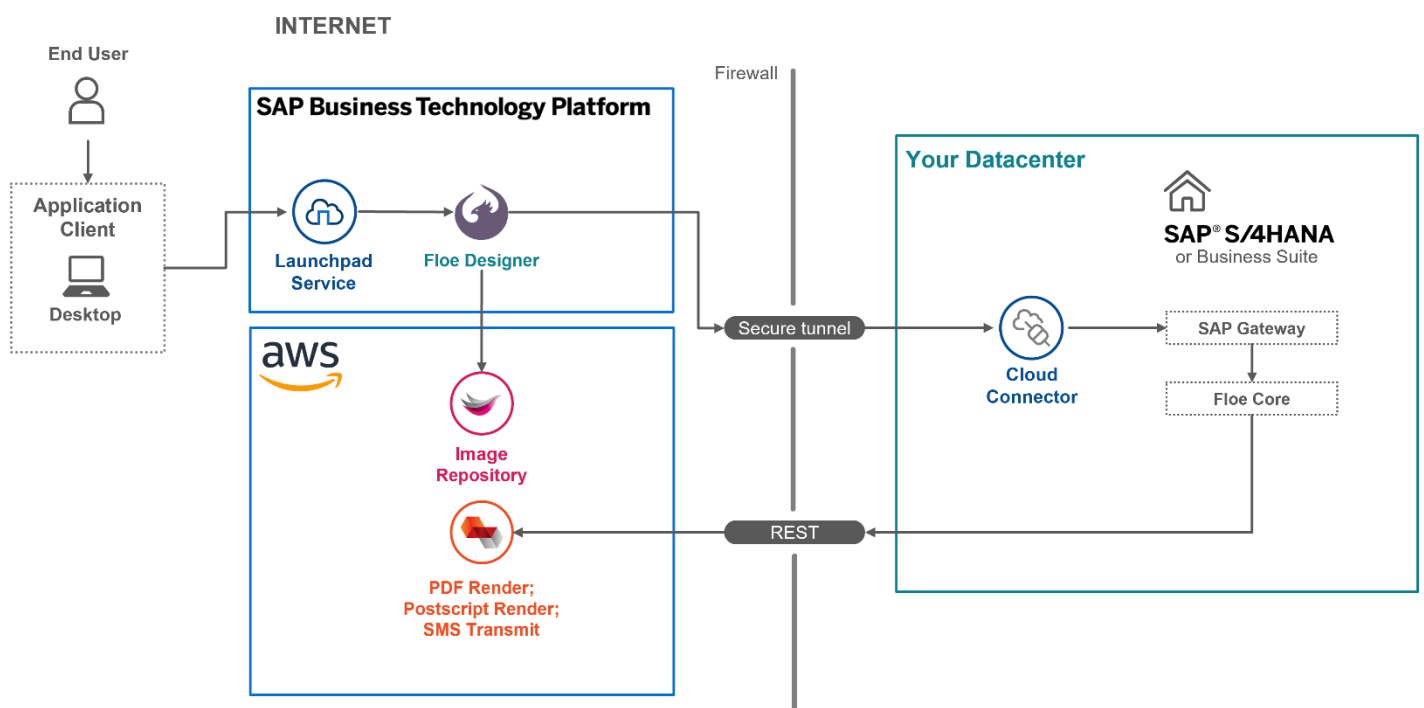 INTERNET
End User
Application
Client
Desktop
SAP Business Technology Platform
Launchpad
Service
Floe Designer
aws
Image
Repository
PDF Render;
Postscript Render;
SMS Transmit
Firewall
Secure tunnel
REST
Your Datacenter
SAP® S/4HANA
or Business Suite
Cloud
Connector
SAP Gateway
Floe Core